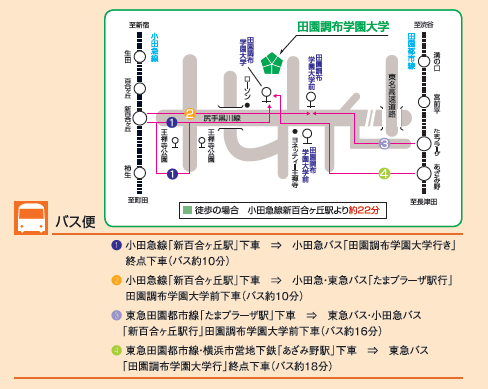 至新宿
小田急線
生田
百合ヶ丘
新百合ヶ丘
柿生
至町田
田園調布学園大学
田園調布
学園大学
ローソン
田園調布
学園大学前
尻手黒川線
王禅寺公園
王禅寺公園
ヨネッティー王禅寺
田園調布
学園大学前
東名高速道路
至渋谷
田園都市線
溝の口
宮前平
たまプラーザ
あざみ野
至長津田
1
2
1
3
4
■徒歩の場合 小田急線新百合ヶ丘駅より約22分
バス便
1 小田急線「新百合ヶ丘駅」下車 ⇒ 小田急バス「田園調布学園大学行き」
終点下車(バス約10分)
2 小田急線「新百合ヶ丘駅」下車 ⇒ 小田急・東急バス「たまプラーザ駅行」
田園調布学園大学前下車(バス約10分)
3 東急田園都市線「たまプラーザ駅」下車 ⇒ 東急バス・小田急バス
「新百合ヶ丘駅行」田園調布学園大学前下車(バス約16分)
4 東急田園都市線・横浜市営地下鉄「あざみ野駅」下車 ⇒ 東急バス
「田園調布学園大学行」終点下車(バス約18分)